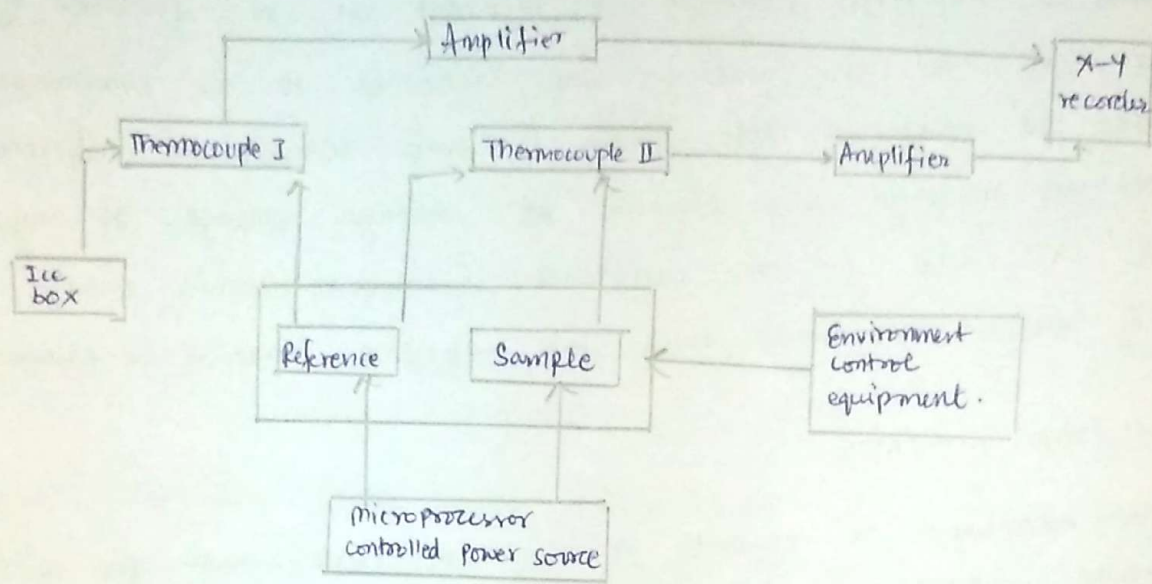 Amplifier
X-Y
recorder
Thermocouple I
Thermocouple II
Amplifier
Ice
box
Reference
Sample
Environment
control
equipment.
microprocessor
controlled power source